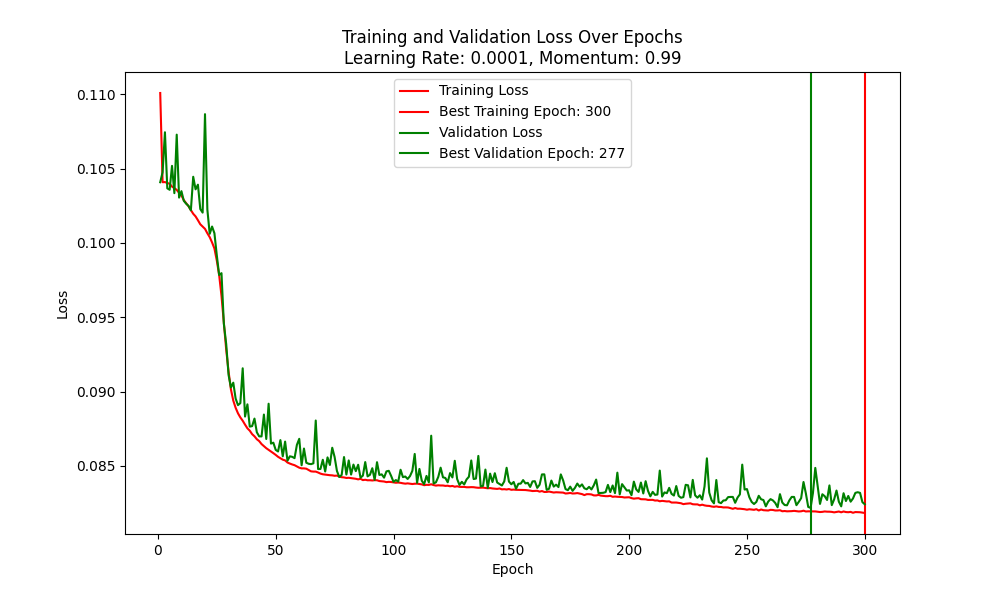 Training and Validation Loss Over Epochs
Learning Rate: 0.0001, Momentum: 0.99
Training Loss
Best Training Epoch: 300
Validation Loss
Best Validation Epoch: 277
0.110
0.105
0.100
0.095
0.090
0.085
Loss
0 50 100 150 200 250 300
Epoch